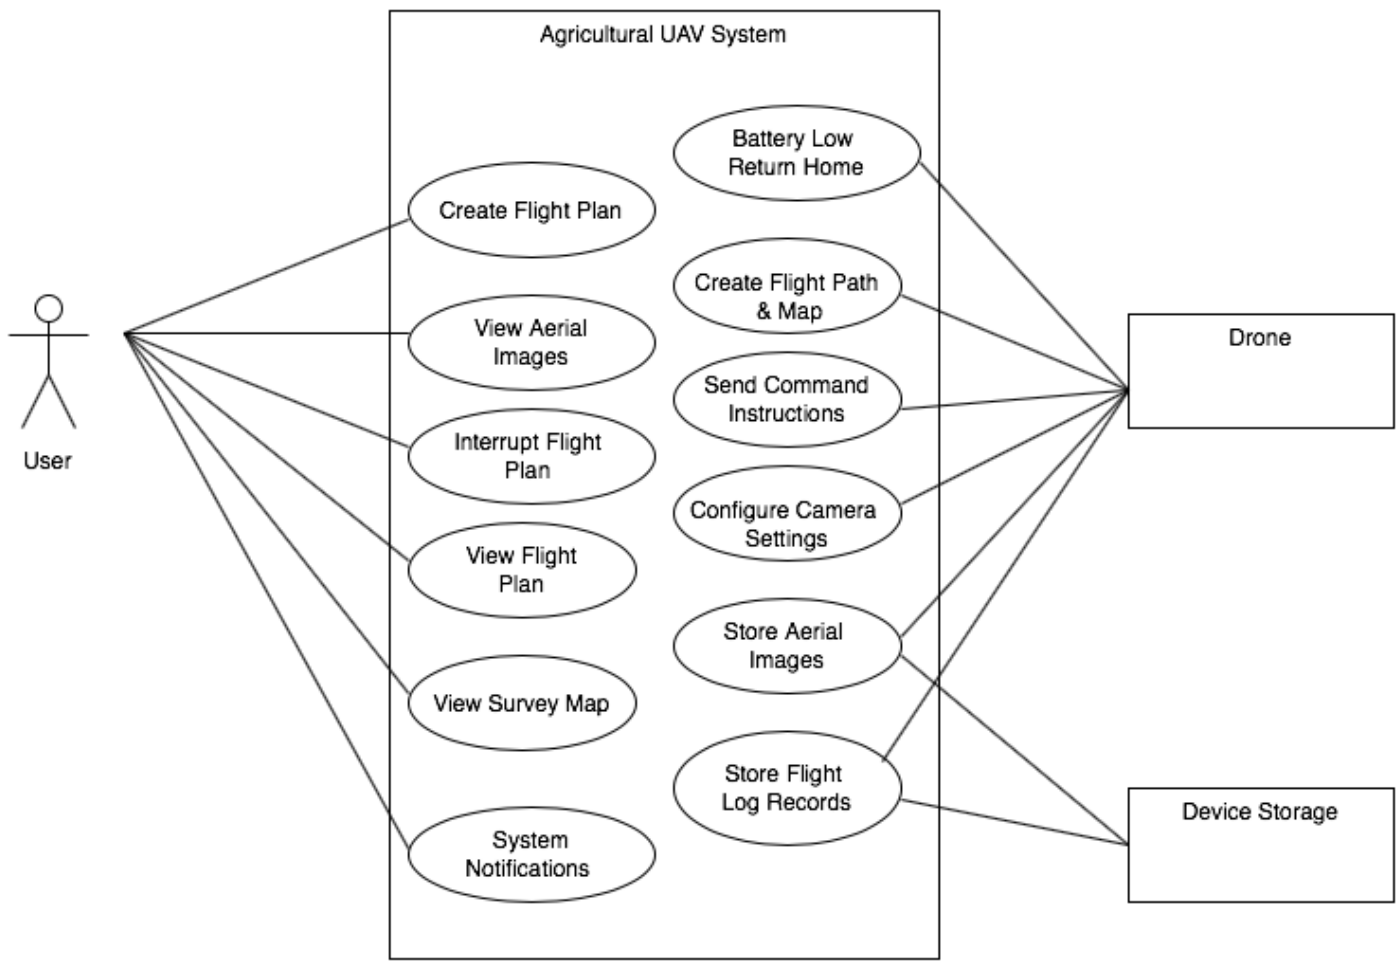 Agricultural UAV System
Battery Low
Return Home
Create Flight Plan
Create Flight Path
& Map
View Aerial
Images
Drone
Send Command
Instructions
Interrupt Flight
Plan
User
Configure Camera
Settings
View Flight
Plan
Store Aerial
Images
View Survey Map
Store Flight
Log Records
Device Storage
System
Notifications